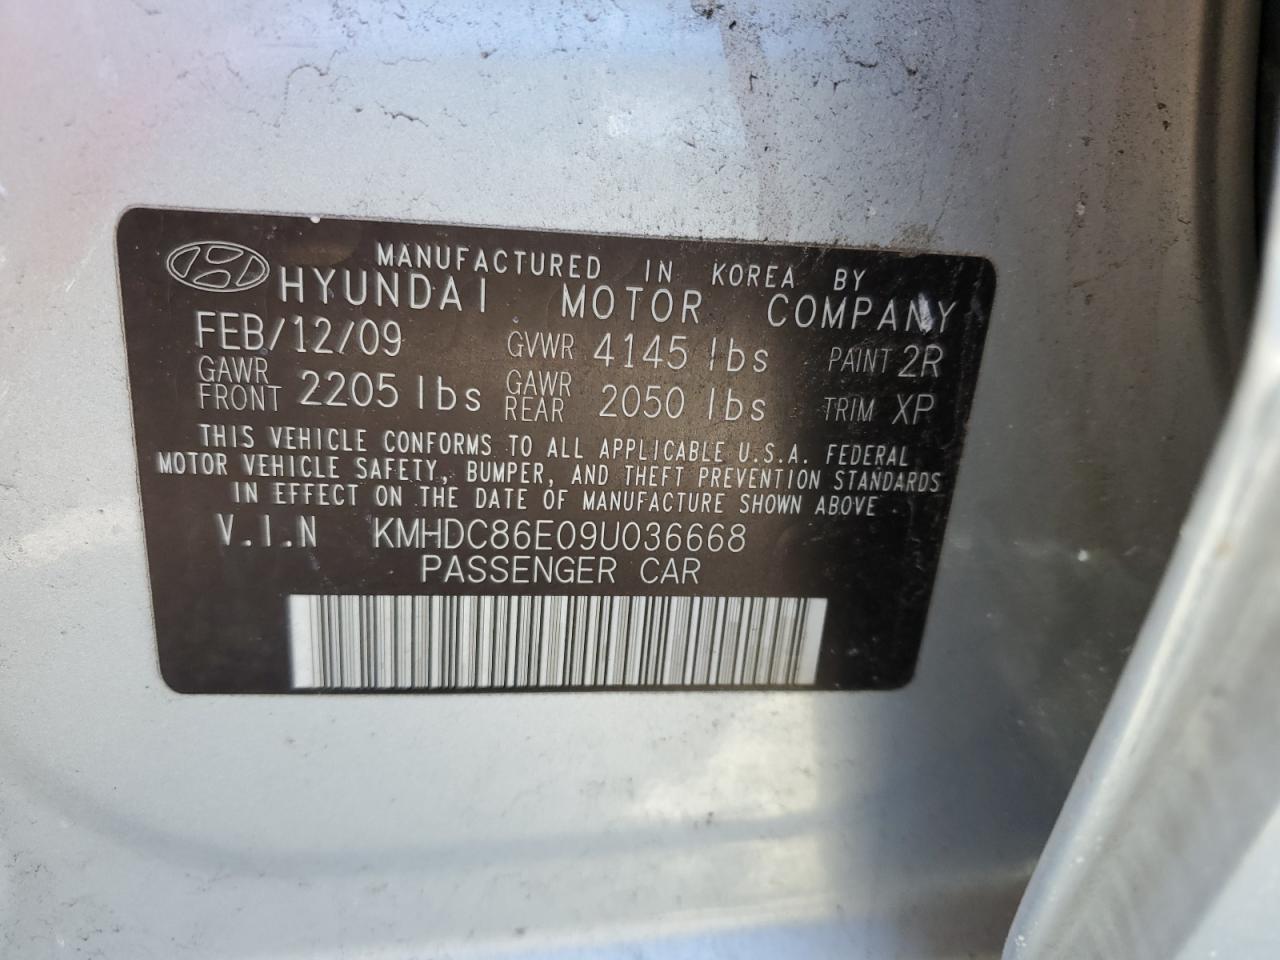 MANUFACTURED IN KOREA BY
HYUNDAI MOTOR COMPANY
FEB/12/09 GVWR 4145 lbs PAINT 2R
GAWR FRONT 2205 lbs GAWR REAR 2050 lbs TRIM XP
THIS VEHICLE CONFORMS TO ALL APPLICABLE U.S.A. FEDERAL
MOTOR VEHICLE SAFETY, BUMPER, AND THEFT PREVENTION STANDARDS
IN EFFECT ON THE DATE OF MANUFACTURE SHOWN ABOVE.
V.I.N KMHDC86E09U036668
PASSENGER CAR